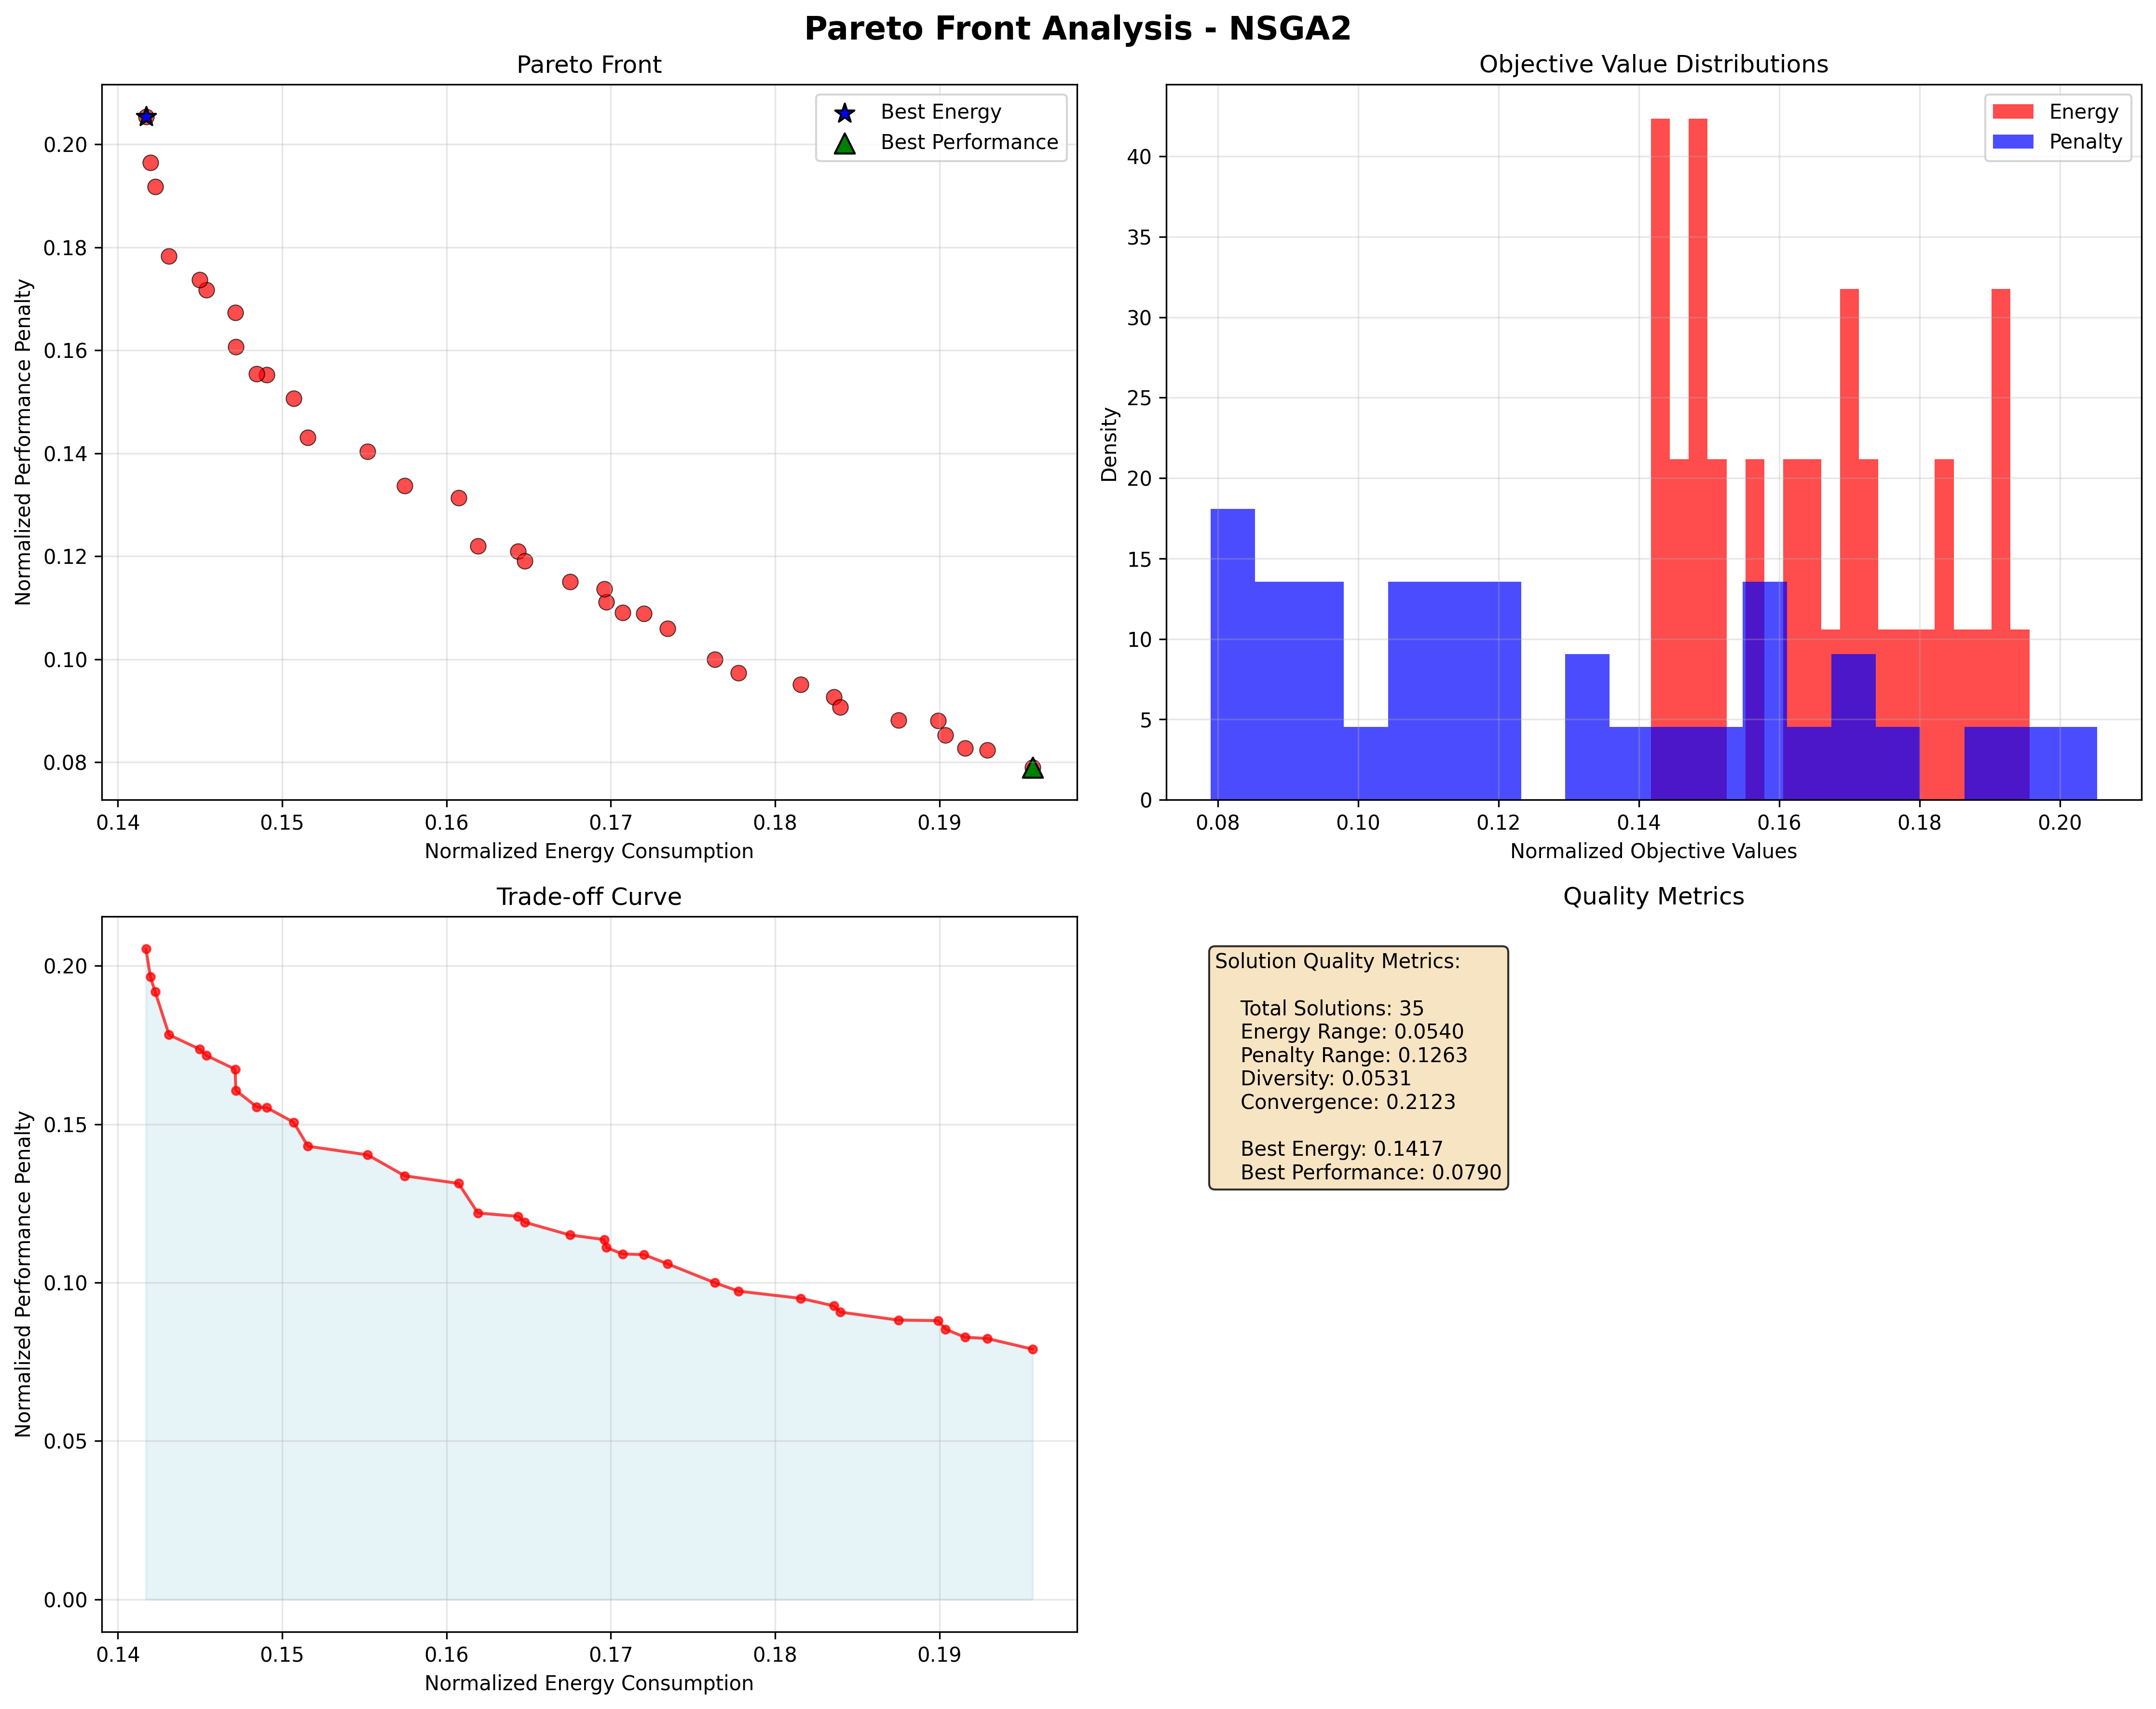 Pareto Front Analysis - NSGA2
Pareto Front
Best Energy
Best Performance
Normalized Performance Penalty
0.20
0.18
0.16
0.14
0.12
0.10
0.08
0.14 0.15 0.16 0.17 0.18 0.19
Normalized Energy Consumption
Objective Value Distributions
Energy
Penalty
Density
40
35
30
25
20
15
10
5
0
0.08 0.10 0.12 0.14 0.16 0.18 0.20
Normalized Objective Values
Trade-off Curve
Normalized Performance Penalty
0.20
0.15
0.10
0.05
0.00
0.14 0.15 0.16 0.17 0.18 0.19
Normalized Energy Consumption
Quality Metrics
Solution Quality Metrics:
Total Solutions: 35
Energy Range: 0.0540
Penalty Range: 0.1263
Diversity: 0.0531
Convergence: 0.2123
Best Energy: 0.1417
Best Performance: 0.0790